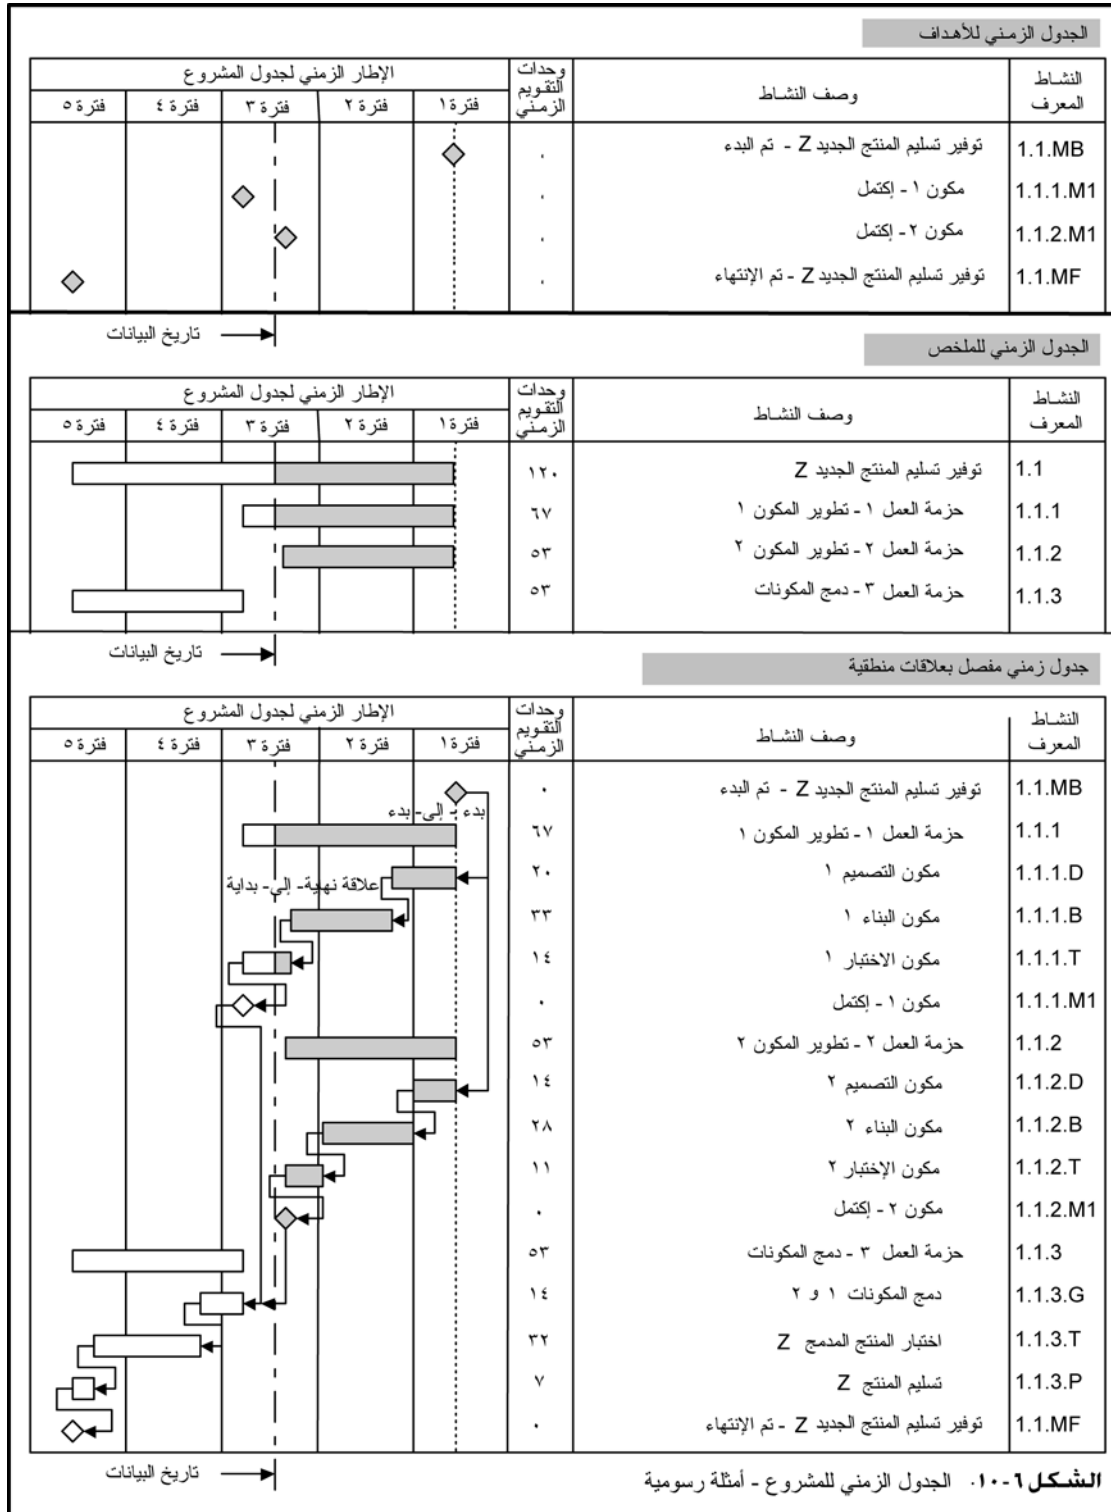 الجدول الزمني للأهداف
النشاط المعرف وصف النشاط وحدات التقويم الزمني الإطار الزمني لجدول المشروع
فترة ١ فترة ٢ فترة ٣ فترة ٤ فترة ٥
1.1.MB توفير تسليم المنتج الجديد Z - تم البدء ٠
1.1.1.M1 مكون ١ - إكتمل ٠
1.1.2.M1 مكون ٢ - إكتمل ٠
1.1.MF توفير تسليم المنتج الجديد Z - تم الإنتهاء ٠
تاريخ البيانات
الجدول الزمني للملخص
النشاط المعرف وصف النشاط وحدات التقويم الزمني الإطار الزمني لجدول المشروع
فترة ١ فترة ٢ فترة ٣ فترة ٤ فترة ٥
1.1 توفير تسليم المنتج الجديد Z ١٢٠
1.1.1 حزمة العمل ١ - تطوير المكون ١ ٦٧
1.1.2 حزمة العمل ٢ - تطوير المكون ٢ ٥٣
1.1.3 حزمة العمل ٣ - دمج المكونات ٥٣
تاريخ البيانات
جدول زمني مفصل بعلاقات منطقية
النشاط المعرف وصف النشاط وحدات التقويم الزمني الإطار الزمني لجدول المشروع
فترة ١ فترة ٢ فترة ٣ فترة ٤ فترة ٥
1.1.MB توفير تسليم المنتج الجديد Z - تم البدء ٠
بدء - إلى- بدء
1.1.1 حزمة العمل ١ - تطوير المكون ١ ٦٧
1.1.1.D مكون التصميم ١ ٢٠
علاقة نهاية- إلى- بداية
1.1.1.B مكون البناء ١ ٣٣
1.1.1.T مكون الاختبار ١ ١٤
1.1.1.M1 مكون ١ - إكتمل ٠
1.1.2 حزمة العمل ٢ - تطوير المكون ٢ ٥٣
1.1.2.D مكون التصميم ٢ ١٤
1.1.2.B مكون البناء ٢ ٢٨
1.1.2.T مكون الإختبار ٢ ١١
1.1.2.M1 مكون ٢ - إكتمل ٠
1.1.3 حزمة العمل ٣ - دمج المكونات ٥٣
1.1.3.G دمج المكونات ١ و ٢ ١٤
1.1.3.T اختبار المنتج المدمج Z ٣٢
1.1.3.P تسليم المنتج Z ٧
1.1.MF توفير تسليم المنتج الجديد Z - تم الإنتهاء ٠
تاريخ البيانات
الشكل ٦-١٠. الجدول الزمني للمشروع - أمثلة رسومية